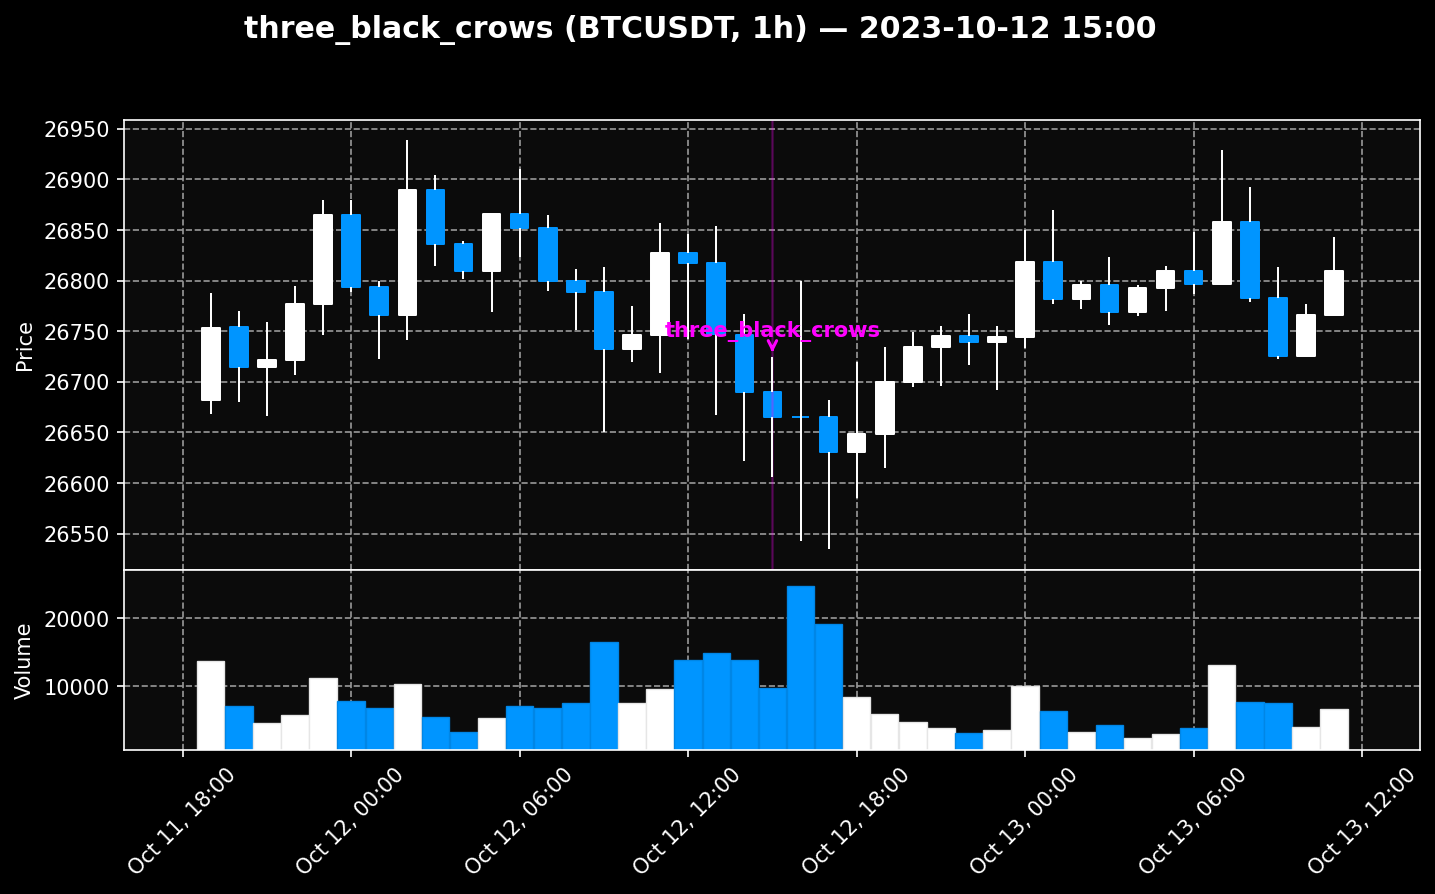 three_black_crows (BTCUSDT, 1h) — 2023-10-12 15:00
Price
26950
26900
26850
26800
26750
26700
26650
26600
26550
three_black_crows
Volume
20000
10000
Oct 11, 18:00
Oct 12, 00:00
Oct 12, 06:00
Oct 12, 12:00
Oct 12, 18:00
Oct 13, 00:00
Oct 13, 06:00
Oct 13, 12:00